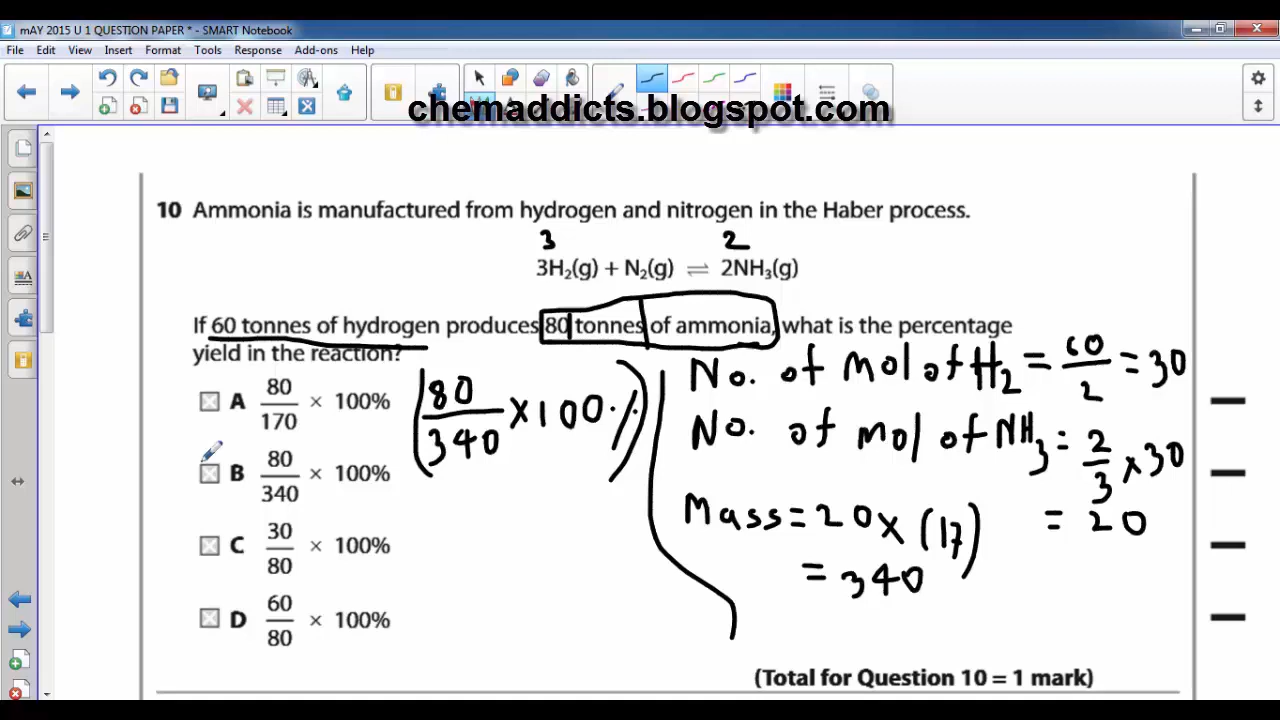 mAY 2015 U 1 QUESTION PAPER * - SMART Notebook
File Edit View Insert Format Tools Response Add-ons Help
chemaddicts.blogspot.com
10 Ammonia is manufactured from hydrogen and nitrogen in the Haber process.
3 2
3H₂(g) + N₂(g) ⇌ 2NH₃(g)
If 60 tonnes of hydrogen produces 80 tonnes of ammonia, what is the percentage
yield in the reaction?
A 80/170 × 100%
B 80/340 × 100%
C 30/80 × 100%
D 60/80 × 100%
(80/340 × 100%)
No. of mol of H₂ = 60/2 = 30
No. of mol of NH₃ = 2/3 × 30
= 20
Mass = 20 × (17)
= 340
(Total for Question 10 = 1 mark)